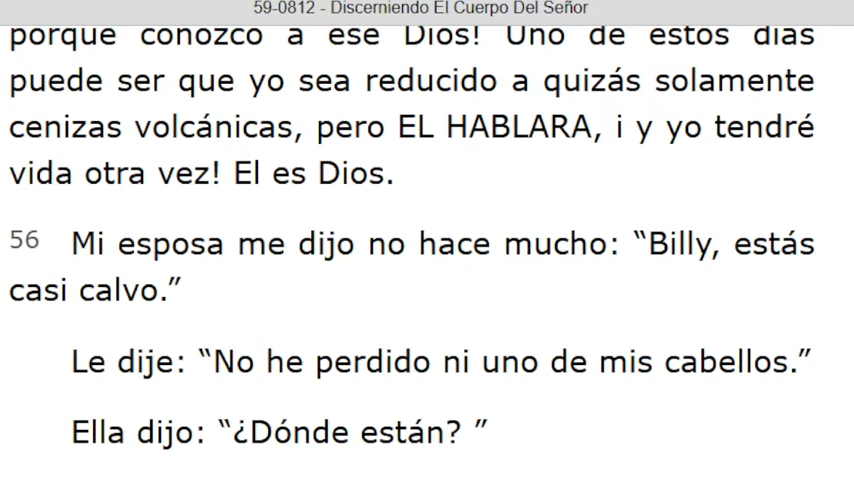 59-0812 - Discerniendo El Cuerpo Del Señor
porque conozco a ese Dios! Uno de estos días
puede ser que yo sea reducido a quizás solamente
cenizas volcánicas, pero EL HABLARA, i y yo tendré
vida otra vez! El es Dios.
56 Mi esposa me dijo no hace mucho: “Billy, estás
casi calvo.”
Le dije: “No he perdido ni uno de mis cabellos.”
Ella dijo: “¿Dónde están? ”